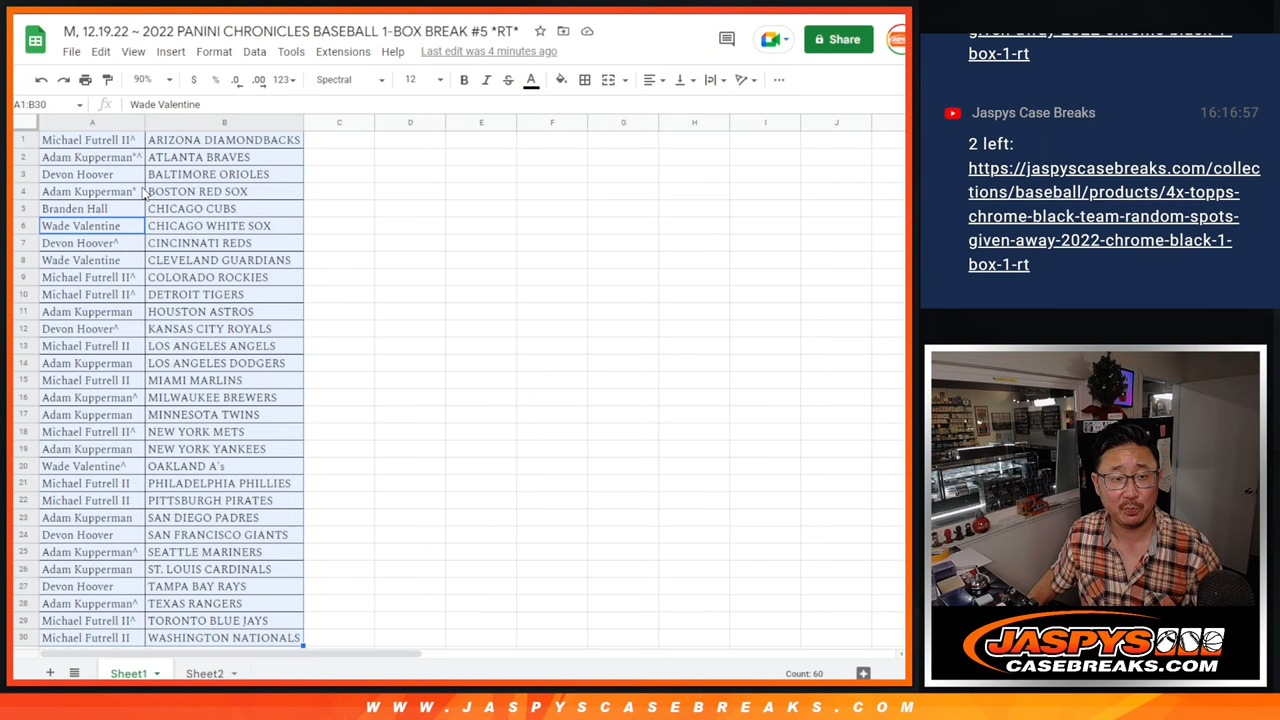 M, 12.19.22 ~ 2022 PANINI CHRONICLES BASEBALL 1-BOX BREAK #5 *RT*
File Edit View Insert Format Data Tools Extensions Help Last edit was 4 minutes ago
Share
90% $ % .0 .00 123 Spectral 12 B I S A
A1:B30 fx Wade Valentine
A B C D E F G H I J
1 Michael Futrell II^ ARIZONA DIAMONDBACKS
2 Adam Kupperman*^ ATLANTA BRAVES
3 Devon Hoover BALTIMORE ORIOLES
4 Adam Kupperman* BOSTON RED SOX
5 Branden Hall CHICAGO CUBS
6 Wade Valentine CHICAGO WHITE SOX
7 Devon Hoover^ CINCINNATI REDS
8 Wade Valentine CLEVELAND GUARDIANS
9 Michael Futrell II^ COLORADO ROCKIES
10 Michael Futrell II^ DETROIT TIGERS
11 Adam Kupperman HOUSTON ASTROS
12 Devon Hoover^ KANSAS CITY ROYALS
13 Michael Futrell II LOS ANGELES ANGELS
14 Adam Kupperman LOS ANGELES DODGERS
15 Michael Futrell II MIAMI MARLINS
16 Adam Kupperman^ MILWAUKEE BREWERS
17 Adam Kupperman MINNESOTA TWINS
18 Michael Futrell II^ NEW YORK METS
19 Adam Kupperman NEW YORK YANKEES
20 Wade Valentine^ OAKLAND A's
21 Michael Futrell II PHILADELPHIA PHILLIES
22 Michael Futrell II PITTSBURGH PIRATES
23 Adam Kupperman SAN DIEGO PADRES
24 Devon Hoover SAN FRANCISCO GIANTS
25 Adam Kupperman^ SEATTLE MARINERS
26 Adam Kupperman ST. LOUIS CARDINALS
27 Devon Hoover TAMPA BAY RAYS
28 Adam Kupperman^ TEXAS RANGERS
29 Michael Futrell II^ TORONTO BLUE JAYS
30 Michael Futrell II WASHINGTON NATIONALS
Sheet1 Sheet2 Count: 60
box-1-rt
Jaspys Case Breaks 16:16:57
2 left:
https://jaspyscasebreaks.com/collec
tions/baseball/products/4x-topps-
chrome-black-team-random-spots-
given-away-2022-chrome-black-1-
box-1-rt
JASPYS
CASEBREAKS.COM
WWW.JASPYSCASEBREAKS.COM